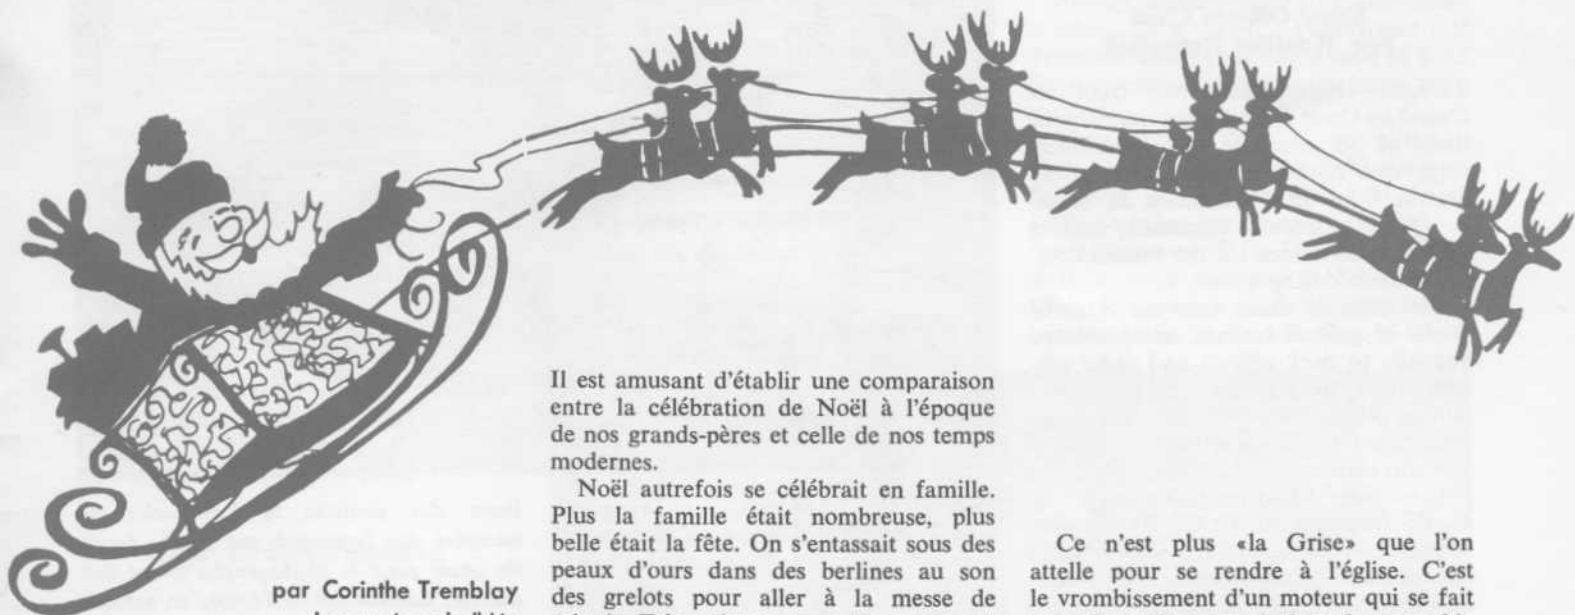 par Corinthe Tremblay
Il est amusant d'établir une comparaison
entre la célébration de Noël à l'époque
de nos grands-pères et celle de nos temps
modernes.
Noël autrefois se célébrait en famille.
Plus la famille était nombreuse, plus
belle était la fête. On s'entassait sous des
peaux d'ours dans des berlines au son
des grelots pour aller à la messe de
Ce n'est plus «la Grise» que l'on
attelle pour se rendre à l'église. C'est
le vrombissement d'un moteur qui se fait